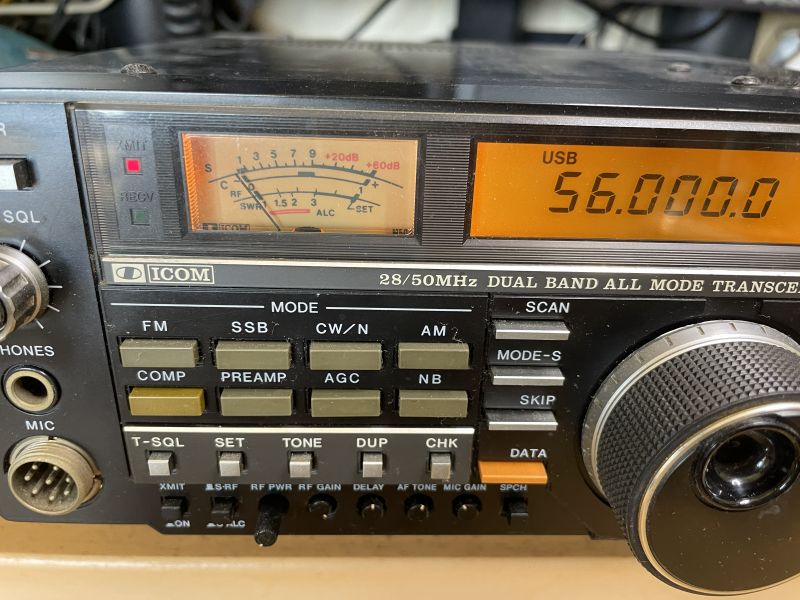 R
XMIT
RECV
SQL
PHONES
MIC
S 1 3 5 7 9 +20dB +60dB
C 0 1 +
RF
SWR 1.5 2 3 ALC SET
ICOM
USB
56.000.0
ICOM
28/50MHz DUAL BAND ALL MODE TRANSCE
MODE
FM SSB CW/N AM
COMP PREAMP AGC NB
SCAN
MODE-S
SKIP
DATA
T-SQL SET TONE DUP CHK
XMIT S·RF RF PWR RF GAIN DELAY AF TONE MIC GAIN SPCH
ON ALC